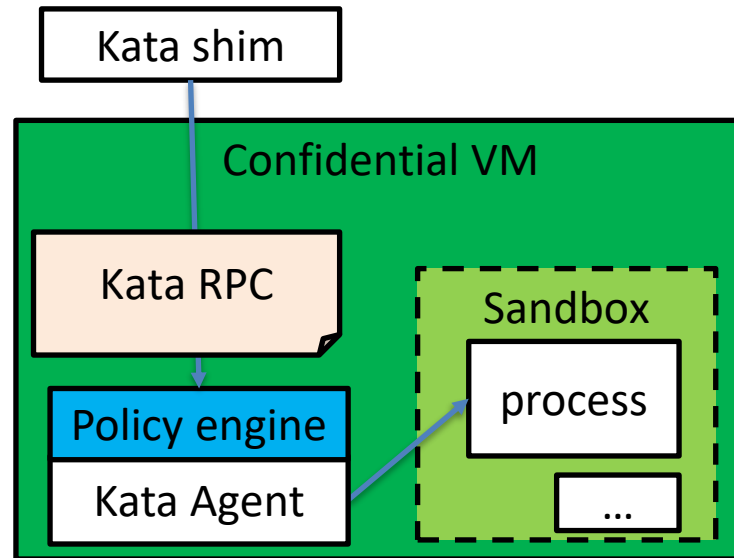 Kata shim
Confidential VM
Kata RPC
Sandbox
process
Policy engine
Kata Agent
...